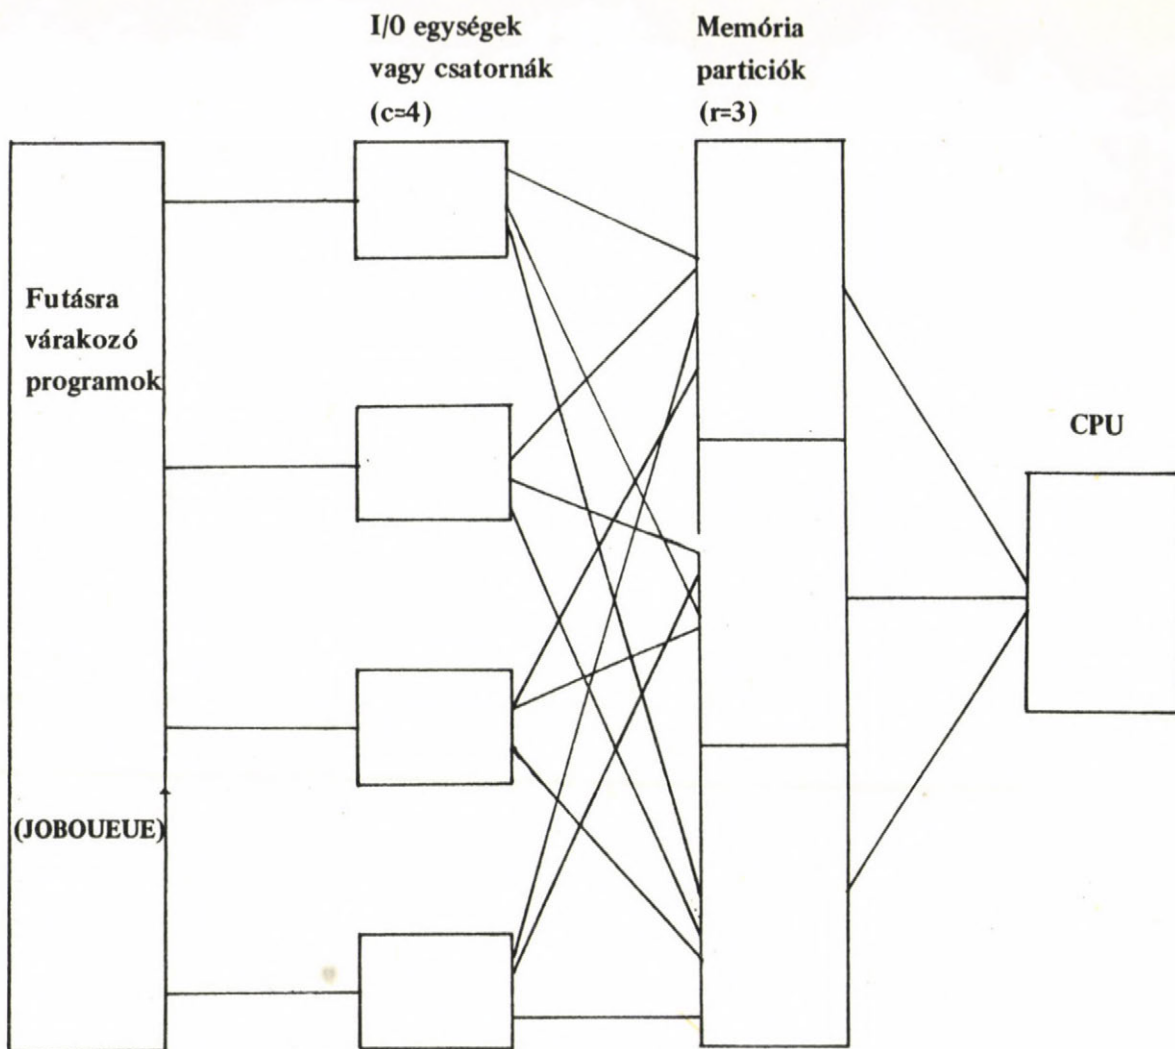 I/0 egységek
vagy csatornák
(c=4)
Memória
particiók
(r=3)
Futásra
várakozó
programok
(JOBOUEUE)
CPU